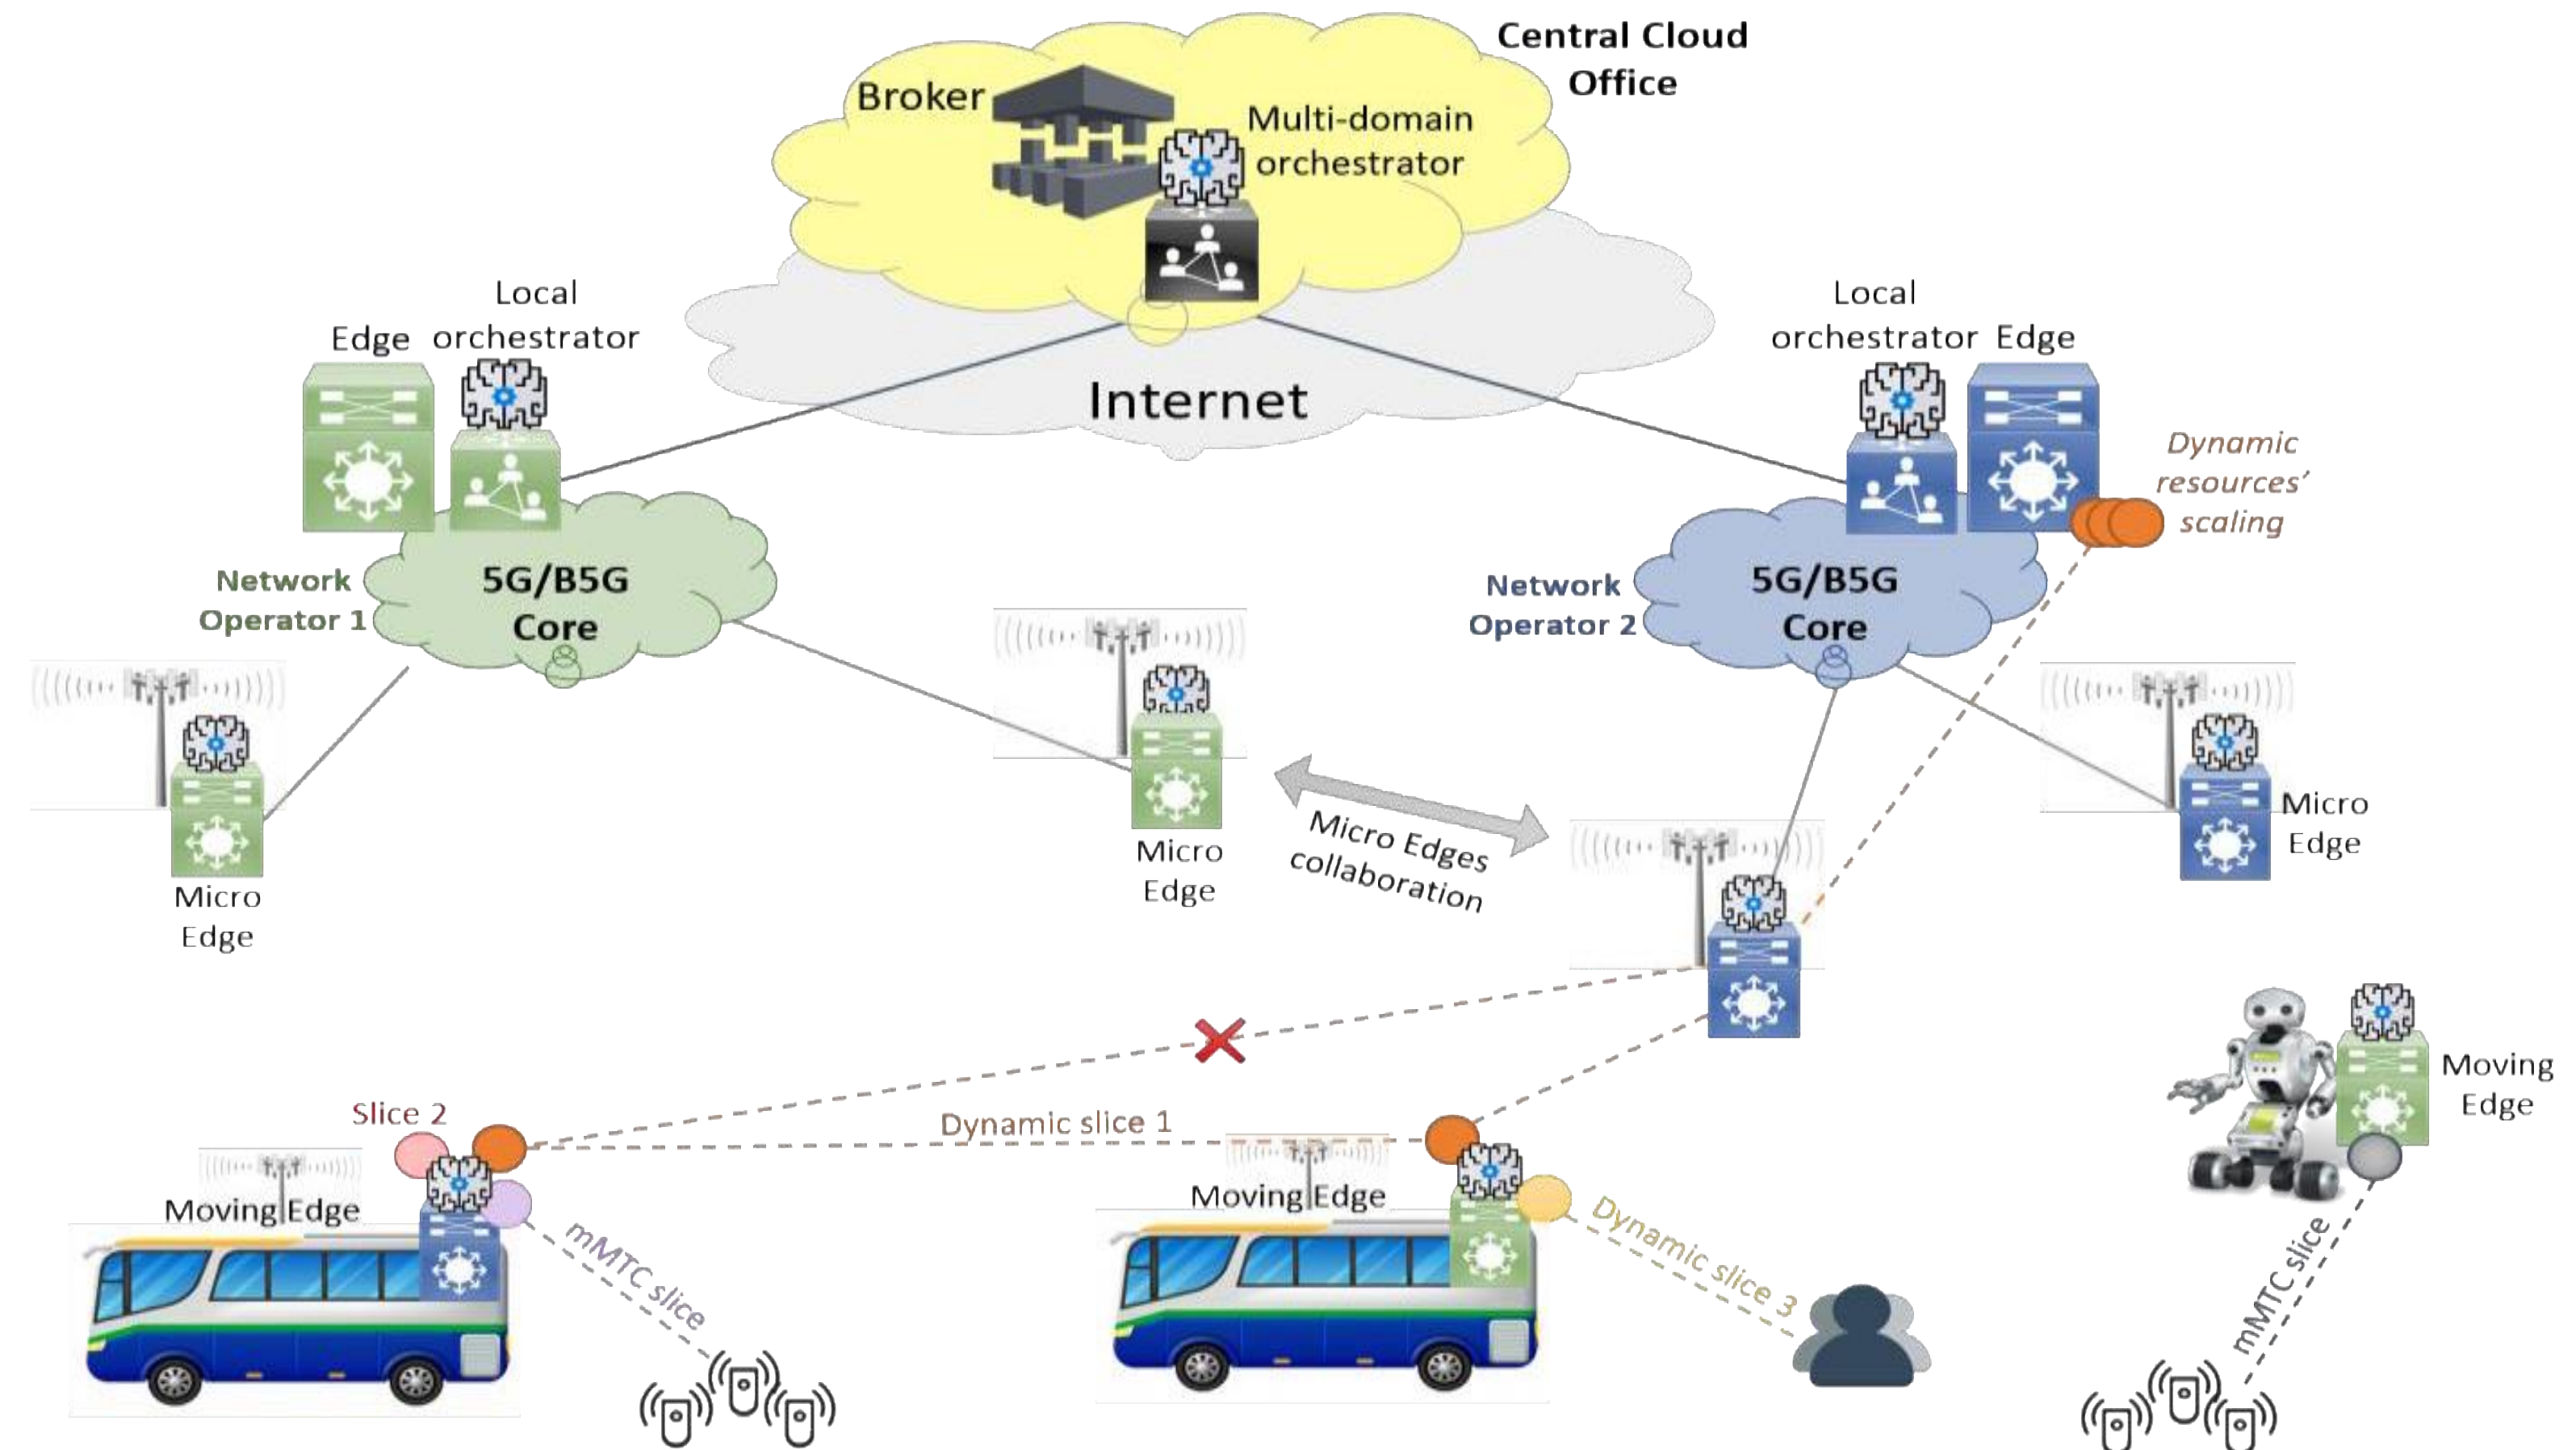 Central Cloud
Office
Broker
Multi-domain
orchestrator
Internet
Local
orchestrator
Edge
Local
orchestrator
Edge
Dynamic
resources’
scaling
Network
Operator 1
5G/B5G
Core
Network
Operator 2
5G/B5G
Core
Micro
Edge
Micro
Edge
Micro Edges
collaboration
Micro
Edge
Moving
Edge
Slice 2
Dynamic slice 1
Moving Edge
mMTC slice
Moving Edge
Dynamic slice 3
mMTC slice